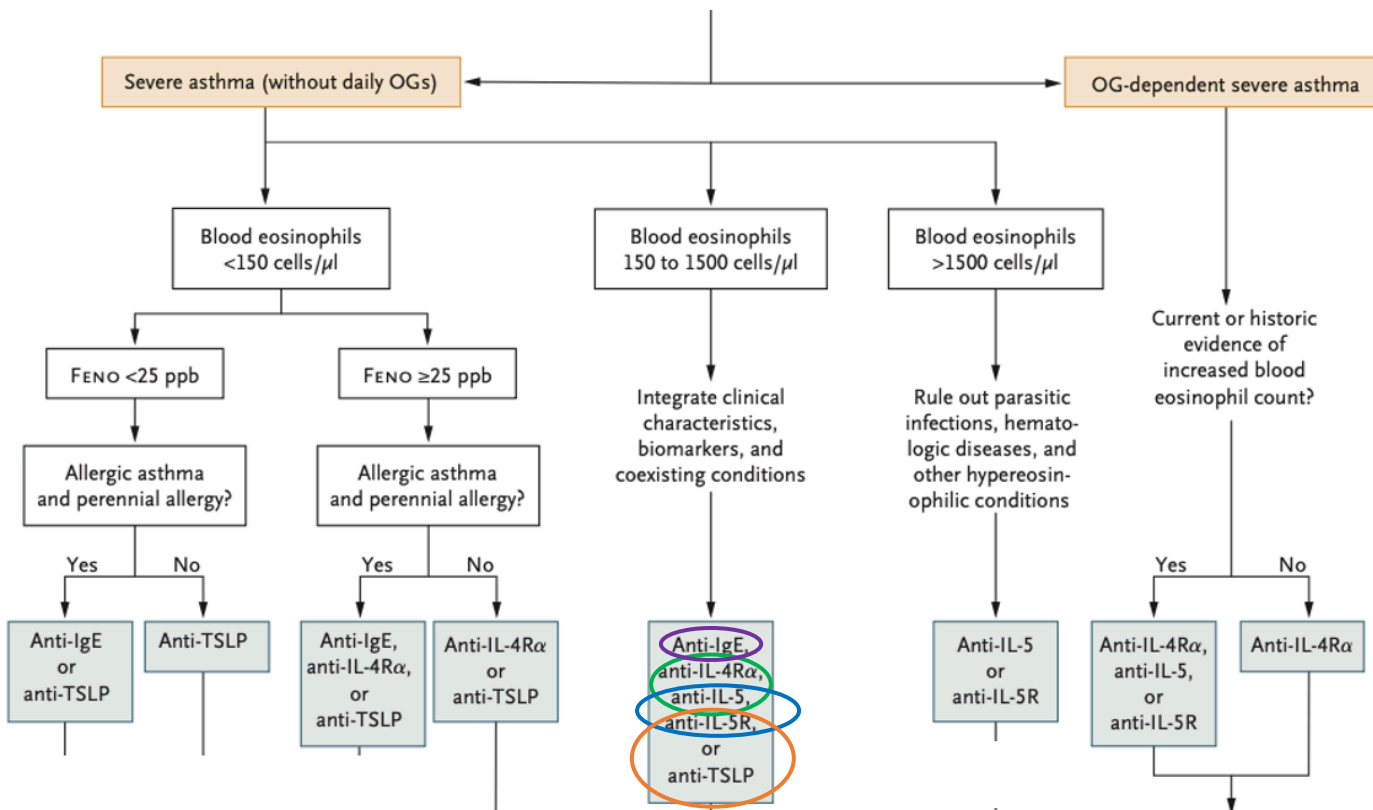 Severe asthma (without daily OGs)
OG-dependent severe asthma
Blood eosinophils
<150 cells/µl
Blood eosinophils
150 to 1500 cells/µl
Blood eosinophils
>1500 cells/µl
Current or historic
evidence of
increased blood
eosinophil count?
FENO <25 ppb
FENO ≥25 ppb
Integrate clinical
characteristics,
biomarkers, and
coexisting conditions
Rule out parasitic
infections, hemato-
logic diseases, and
other hypereosin-
ophilic conditions
Allergic asthma
and perennial allergy?
Allergic asthma
and perennial allergy?
Yes
No
Yes
No
Yes
No
Anti-IgE
or
anti-TSLP
Anti-TSLP
Anti-IgE,
anti-IL-4Rα,
or
anti-TSLP
Anti-IL-4Rα
or
anti-TSLP
Anti-IgE,
anti-IL-4Rα,
anti-IL-5,
anti-IL-5R,
or
anti-TSLP
Anti-IL-5
or
anti-IL-5R
Anti-IL-4Rα,
anti-IL-5,
or
anti-IL-5R
Anti-IL-4Rα